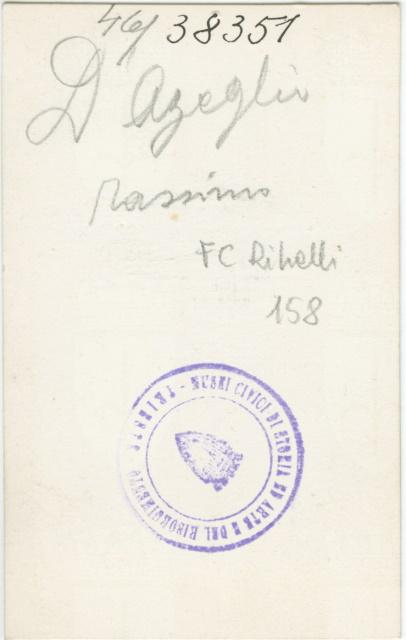 46/ 38351
D'Azeglio
Massimo
FC Ribelli
158
MUSEI CIVICI DI STORIA ED ARTE E DEL RISORGIMENTO - TRIESTE -